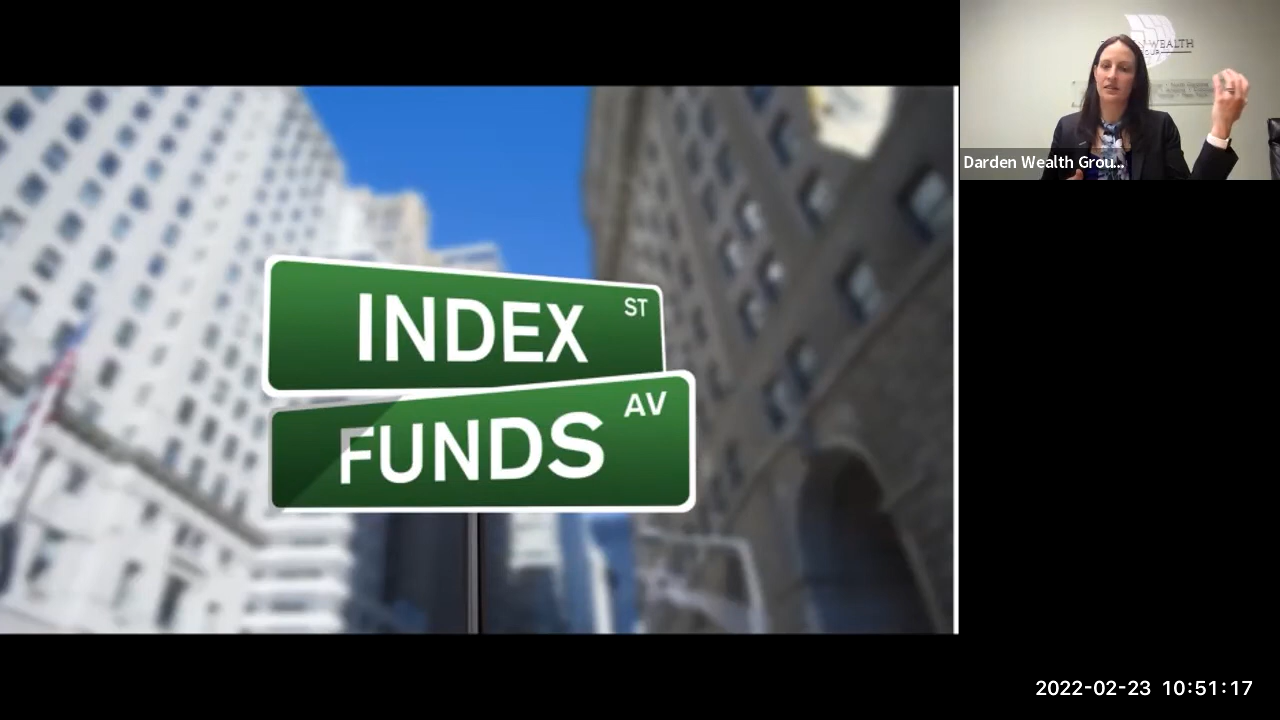 INDEX ST
FUNDS AV
WEALTH
Darden Wealth Grou...
2022-02-23 10:51:17